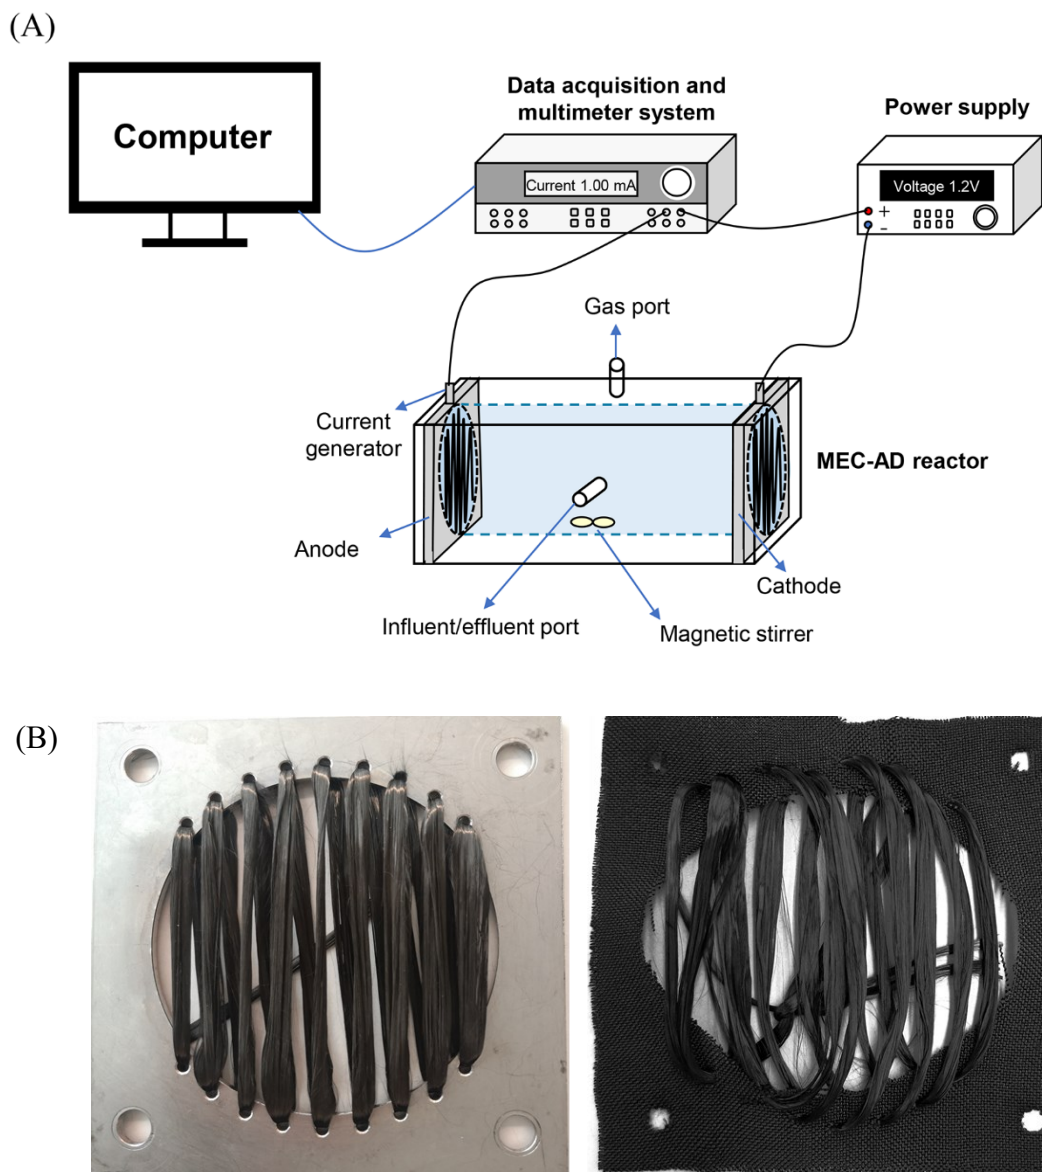 (A)
Computer
Data acquisition and
multimeter system
Current 1.00 mA
Power supply
Voltage 1.2V
+
-
Gas port
Current
generator
MEC-AD reactor
Anode
Cathode
Influent/effluent port
Magnetic stirrer
(B)